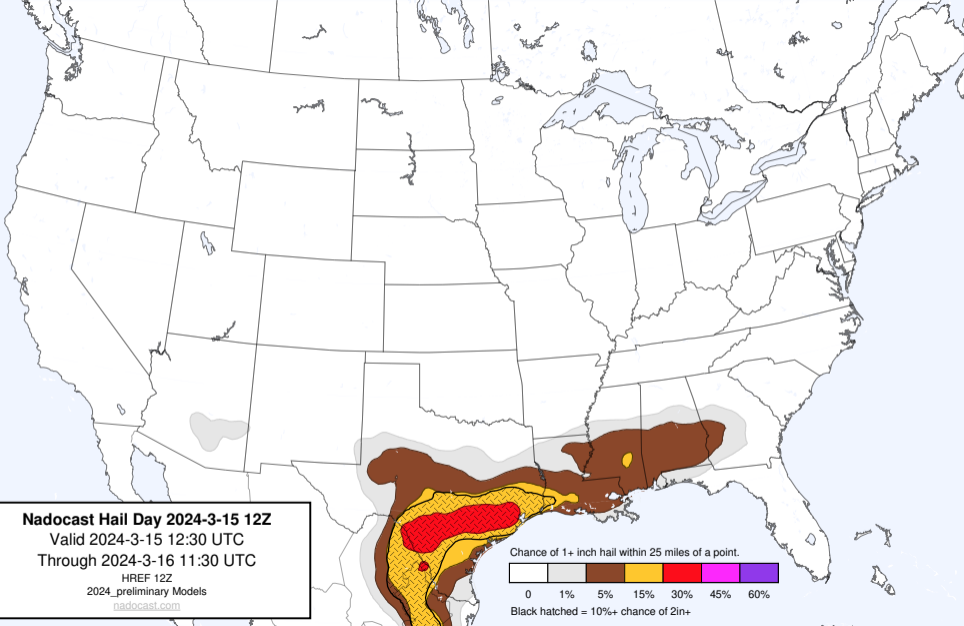 Nadocast Hail Day 2024-3-15 12Z
Valid 2024-3-15 12:30 UTC
Through 2024-3-16 11:30 UTC
HREF 12Z
2024_preliminary Models
nadocast.com
Chance of 1+ inch hail within 25 miles of a point.
0 1% 5% 15% 30% 45% 60%
Black hatched = 10%+ chance of 2in+